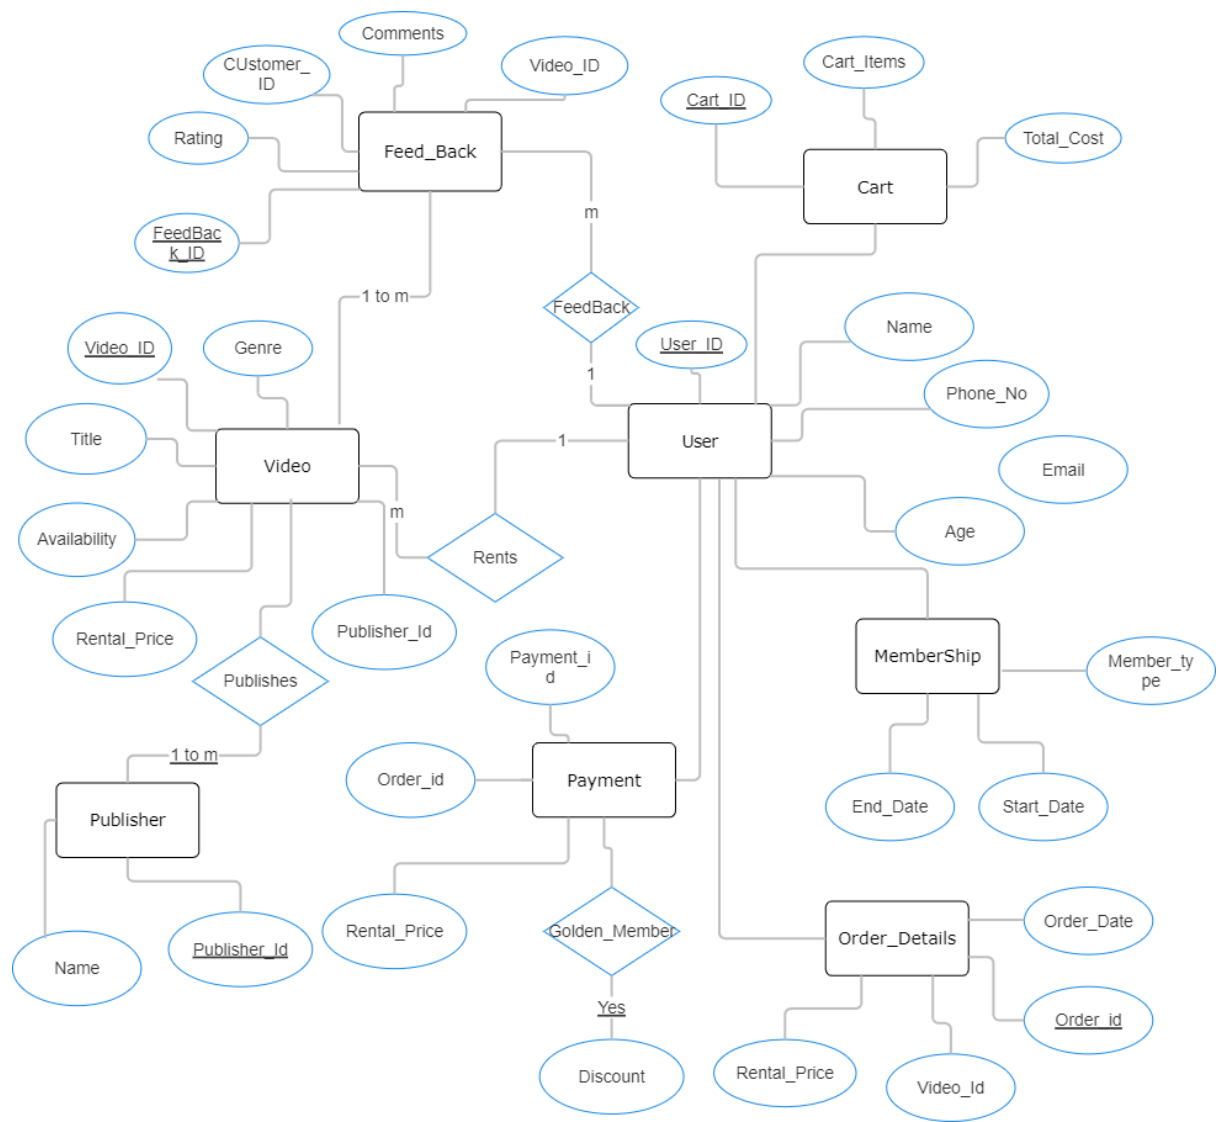 Comments
CUstomer_
ID
Video_ID
Rating
Feed_Back
FeedBac
k_ID
Cart_Items
Cart_ID
Total_Cost
Cart
m
FeedBack
1
1 to m
Video_ID
Genre
Title
Video
Availability
Rental_Price
Publisher_Id
m
1
Rents
User_ID
Name
Phone_No
User
Email
Age
Publishes
1 to m
Publisher
Name
Publisher_Id
Payment_i
d
Order_id
Payment
Rental_Price
Golden_Member
Yes
Discount
MemberShip
Member_ty
pe
End_Date
Start_Date
Order_Details
Order_Date
Order_id
Rental_Price
Video_Id